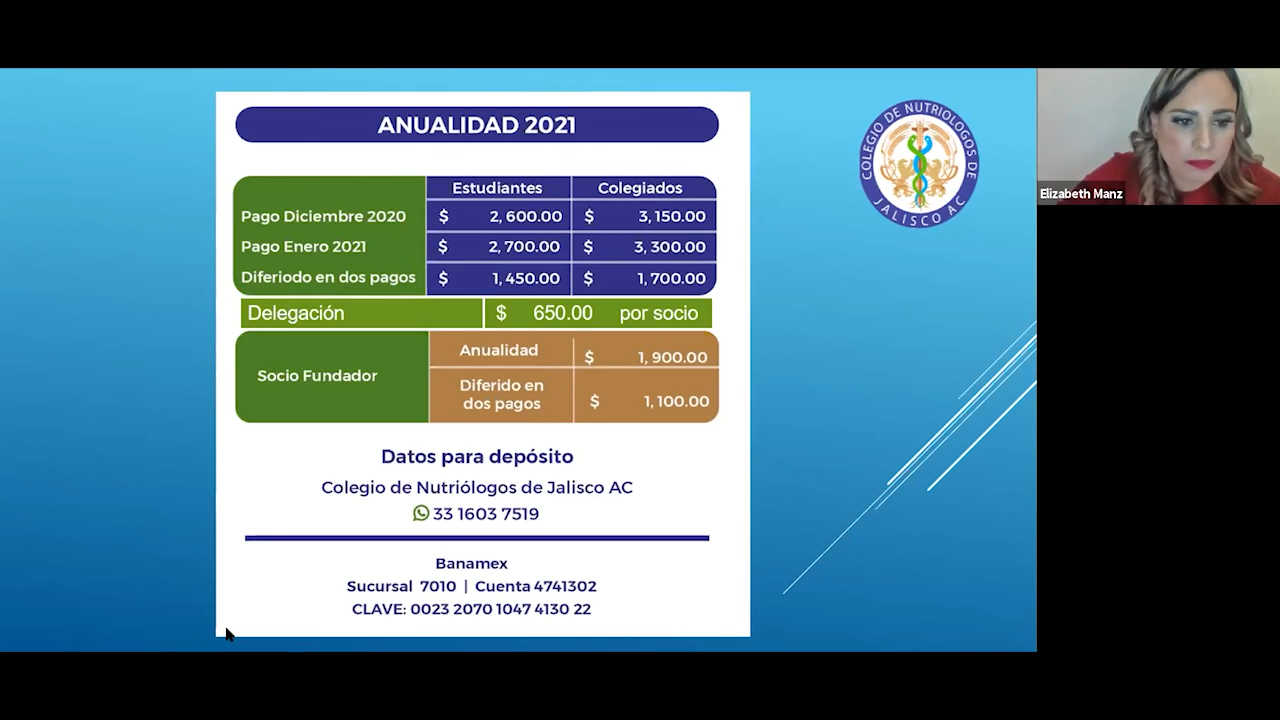 ANUALIDAD 2021
Estudiantes Colegiados
Pago Diciembre 2020 $ 2,600.00 $ 3,150.00
Pago Enero 2021 $ 2,700.00 $ 3,300.00
Diferiodo en dos pagos $ 1,450.00 $ 1,700.00
Delegación $ 650.00 por socio
Socio Fundador
Anualidad $ 1,900.00
Diferido en
dos pagos $ 1,100.00
Datos para depósito
Colegio de Nutriólogos de Jalisco AC
33 1603 7519
Banamex
Sucursal 7010 | Cuenta 4741302
CLAVE: 0023 2070 1047 4130 22
COLEGIO DE NUTRIOLOGOS DE
JALISCO AC
Elizabeth Manz